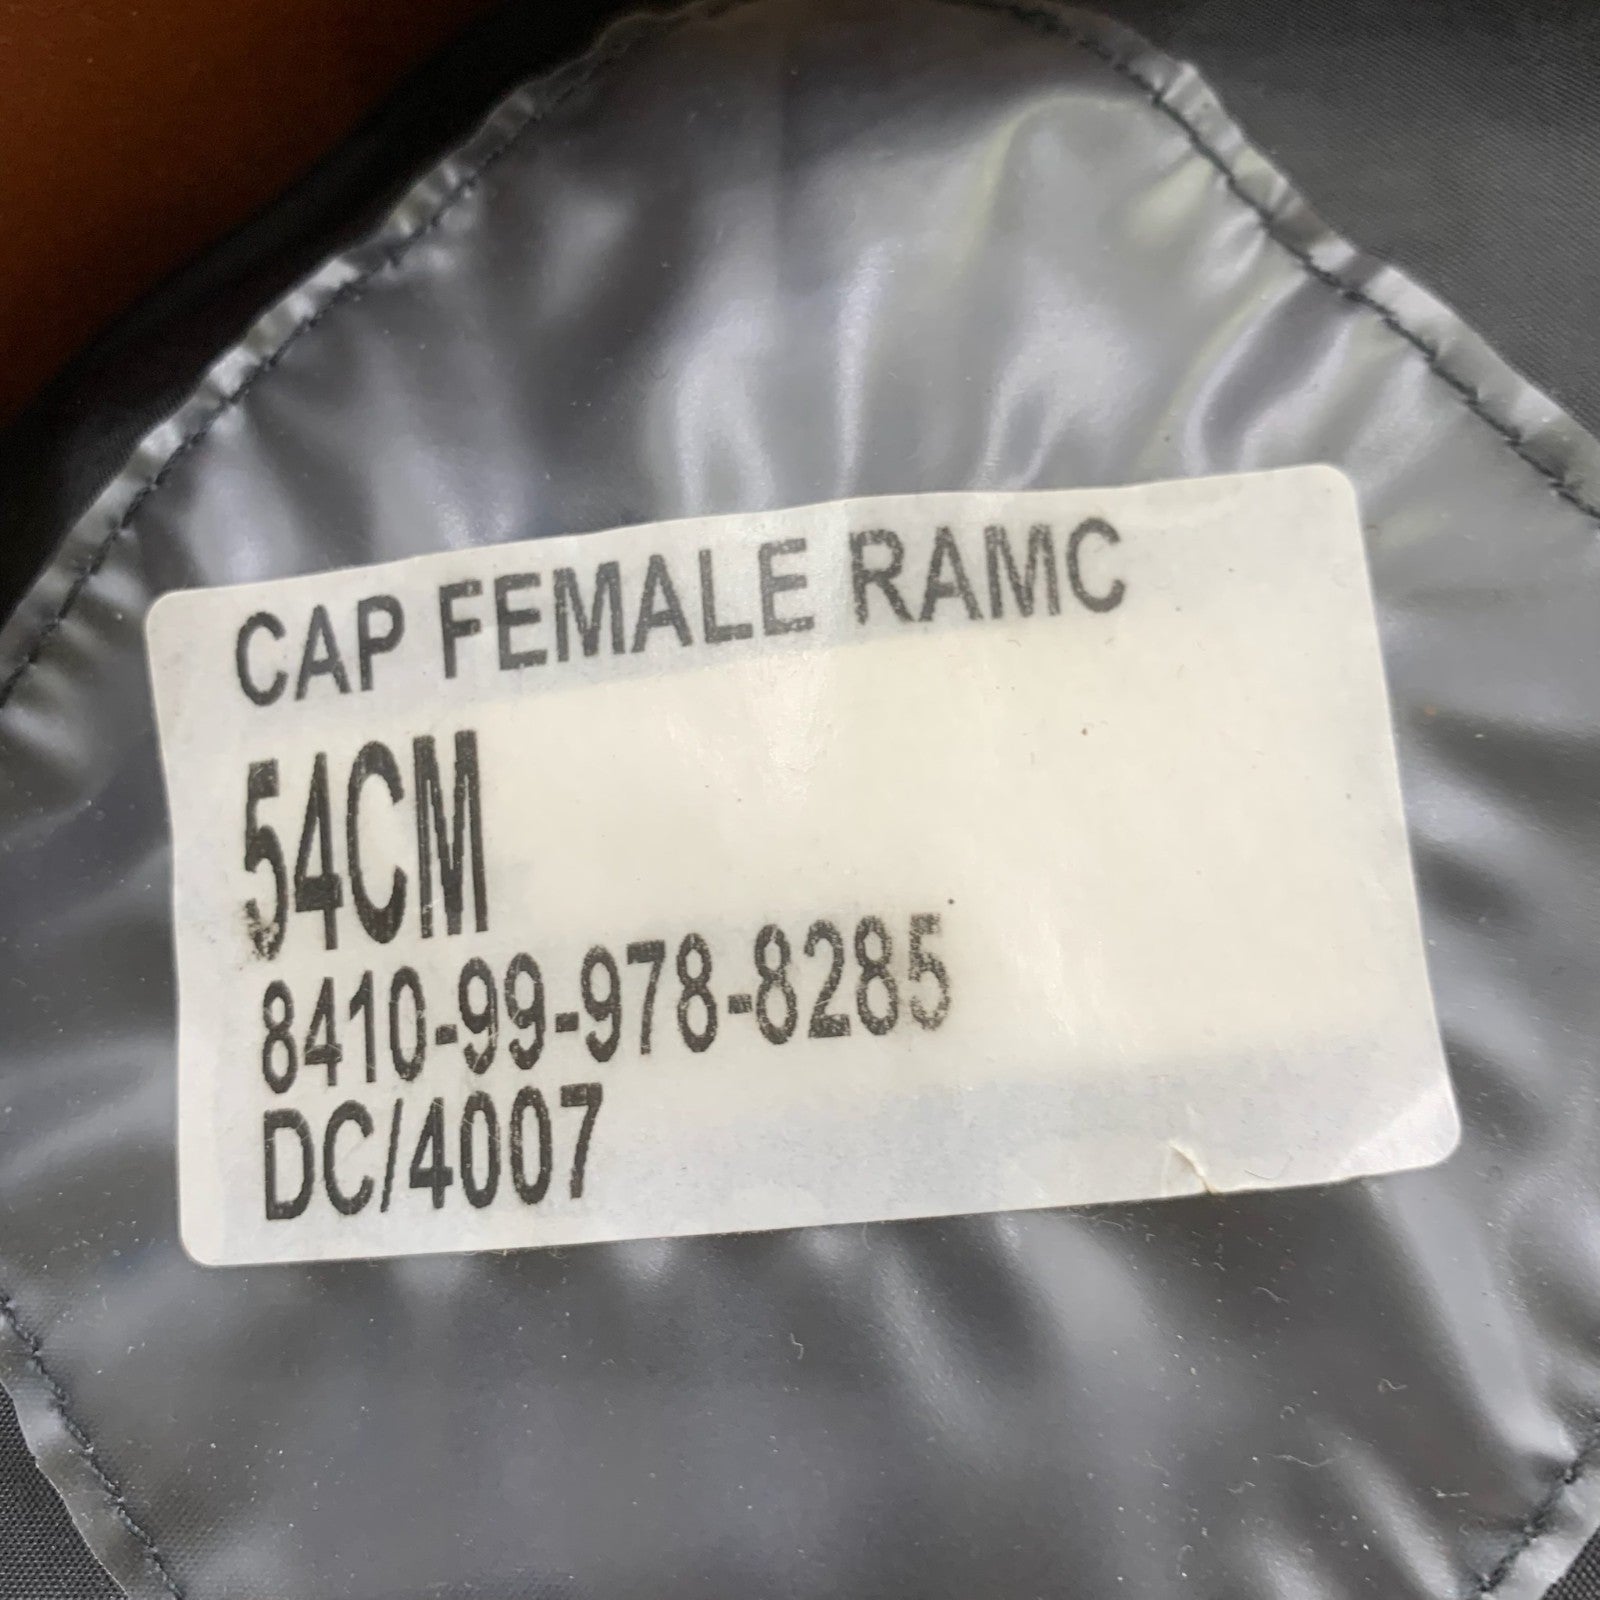 CAP FEMALE RAMC
54CM
8410-99-978-8285
DC/4007